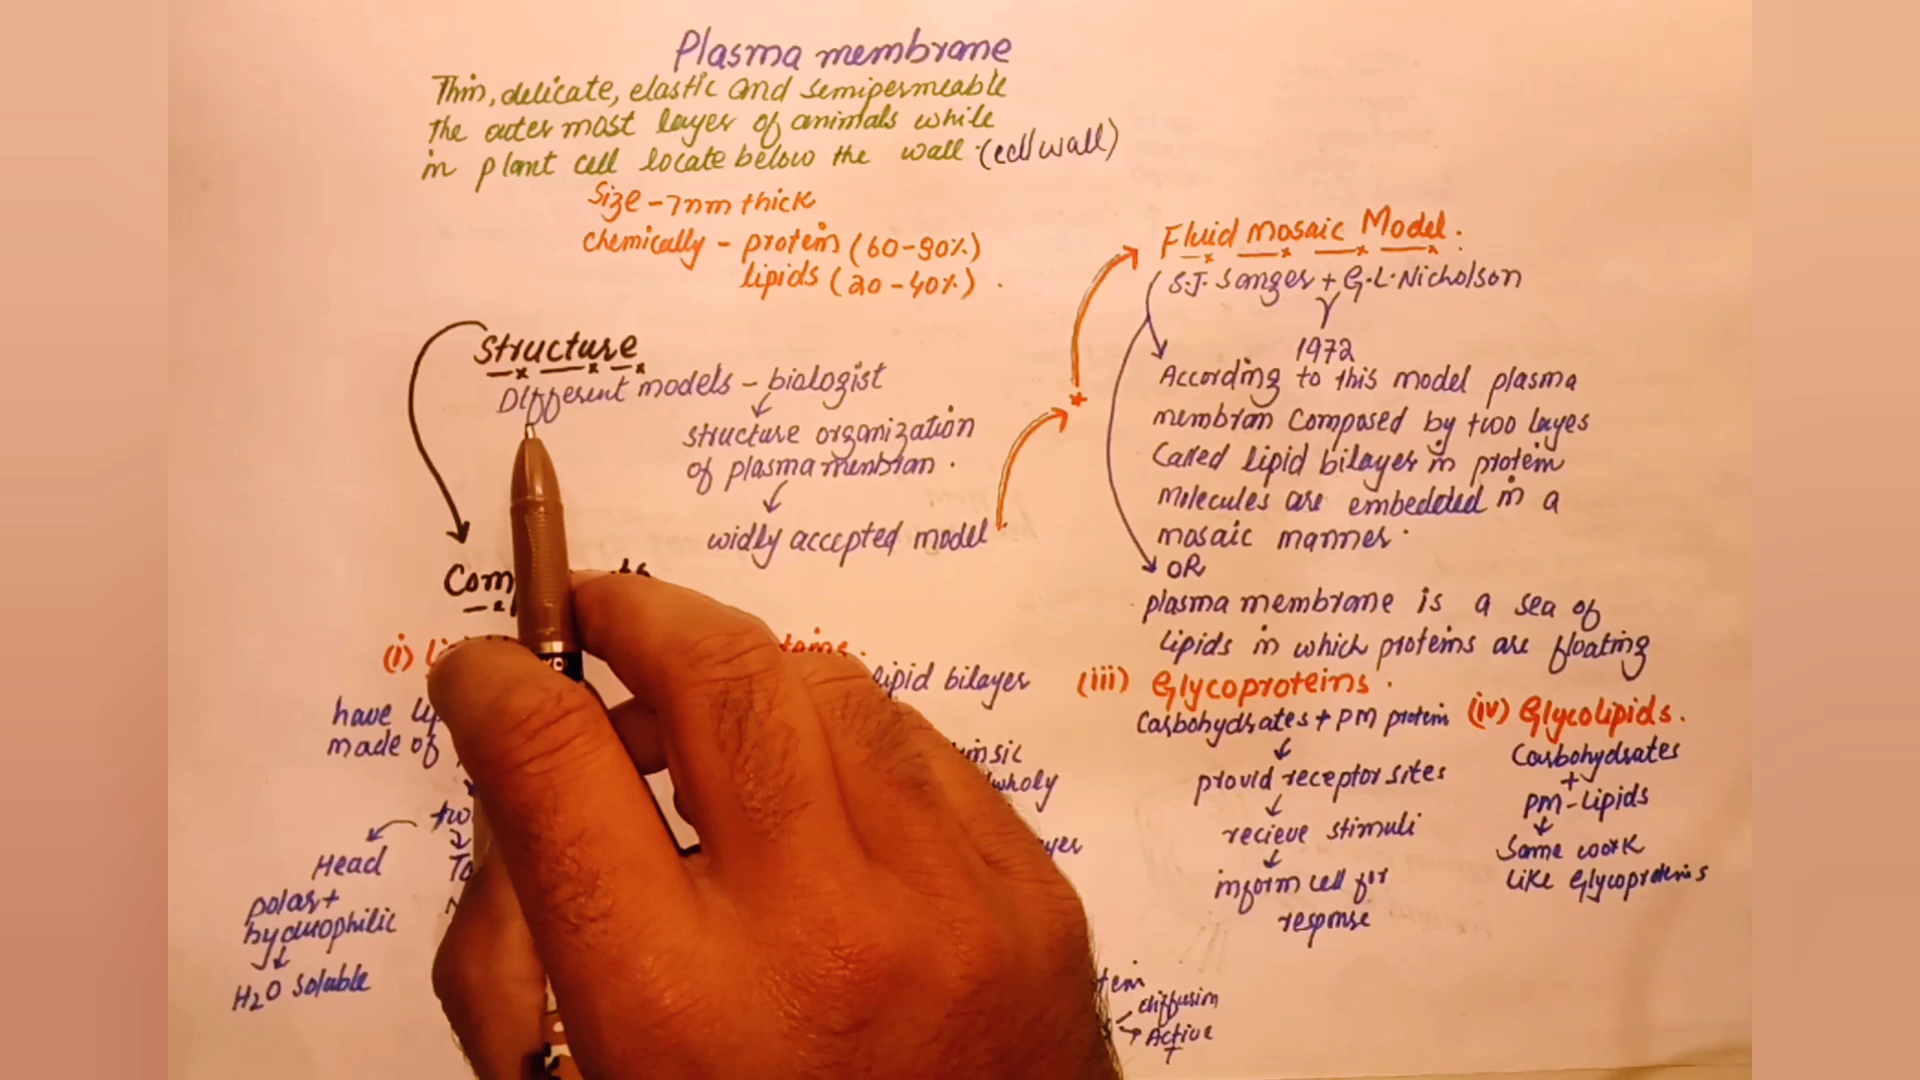 Plasma membrane
Thin, delicate, elastic and semipermeable
The outer most layer of animals while
in plant cell locate below the wall (cell wall)
Size - 7nm thick
chemically - protein (60-90%)
lipids (20-40%).
Structure
Different models - biologist
structure organization
of plasma menbran.
widly accepted model
Com
(i)
have
made of
Head
polar +
H2O soluble
lipid bilayer
wholy
Fluid mosaic Model.
S.J. Sanger + G.L. Nicholson
1972
According to this model plasma
membran composed by two layes
Called lipid bilayer in protein
molecules are embedded in a
mosaic manner.
OR
plasma membrane is a sea of
lipids in which proteins are floating
(iii) Glycoproteins.
Carbohydrates + PM protein
provid receptor sites
recieve stimuli
inform cell for
response
(iv) Glycolipids.
Carbohydrates
+
PM-Lipids
Same work
like Glycoproteins
diffusion
Active
T